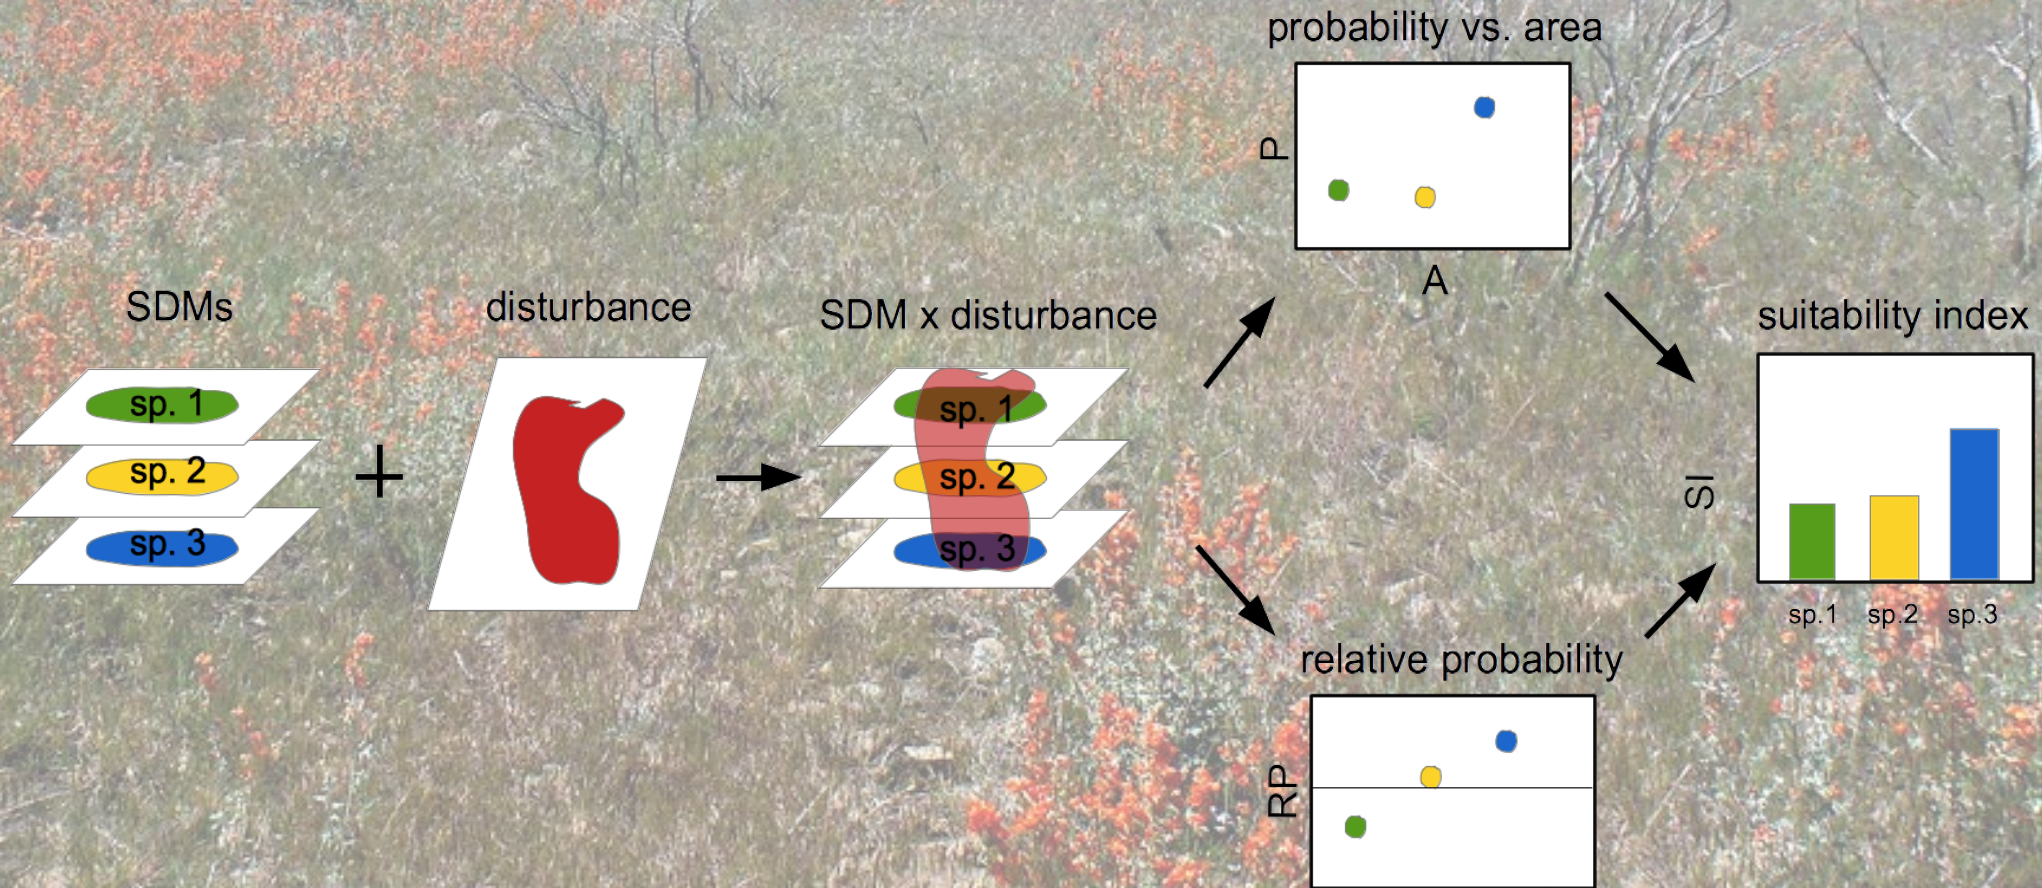 SDMs
sp. 1
sp. 2
sp. 3
+
disturbance
SDM x disturbance
sp. 1
sp. 2
sp. 3
probability vs. area
P
A
relative probability
RP
suitability index
SI
sp.1 sp.2 sp.3